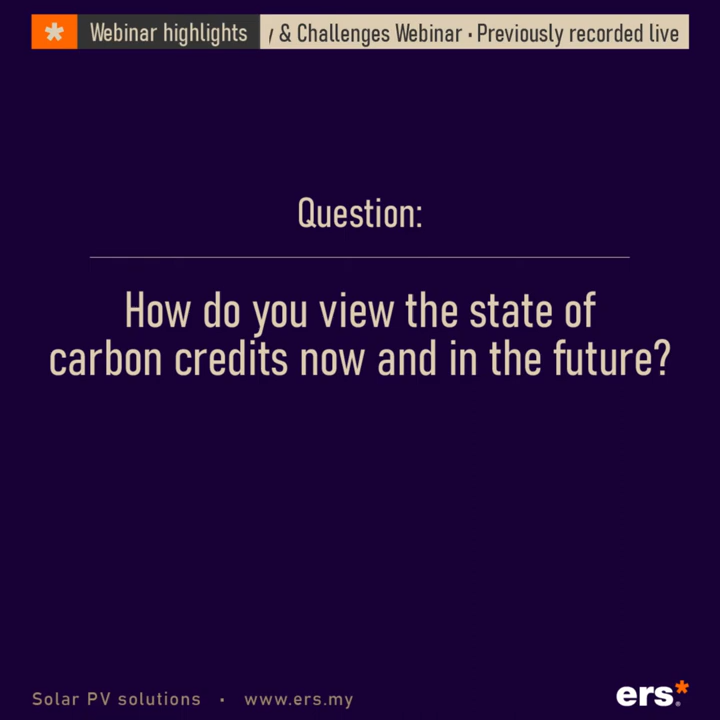 * Webinar highlights & Challenges Webinar · Previously recorded live
Question:
How do you view the state of
carbon credits now and in the future?
Solar PV solutions · www.ers.my
ers.*